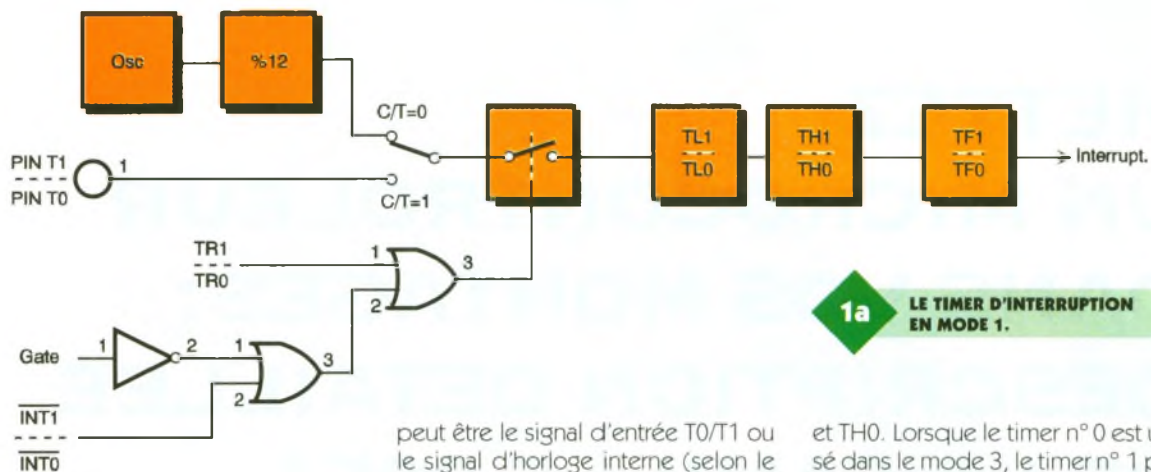 Osc
%12
C/T=0
PIN T1
PIN T0
1
C/T=1
TL1
TL0
TH1
TH0
TF1
TF0
Interrupt.
TR1
TR0
1
2
3
1a
LE TIMER D'INTERRUPTION
EN MODE 1.
Gate
1
2
1
2
3
INT1
INT0
peut être le signal d'entrée T0/T1 ou
le signal d'horloge interne (selon le
et TH0. Lorsque le timer n° 0 est
sé dans le mode 3, le timer n° 1